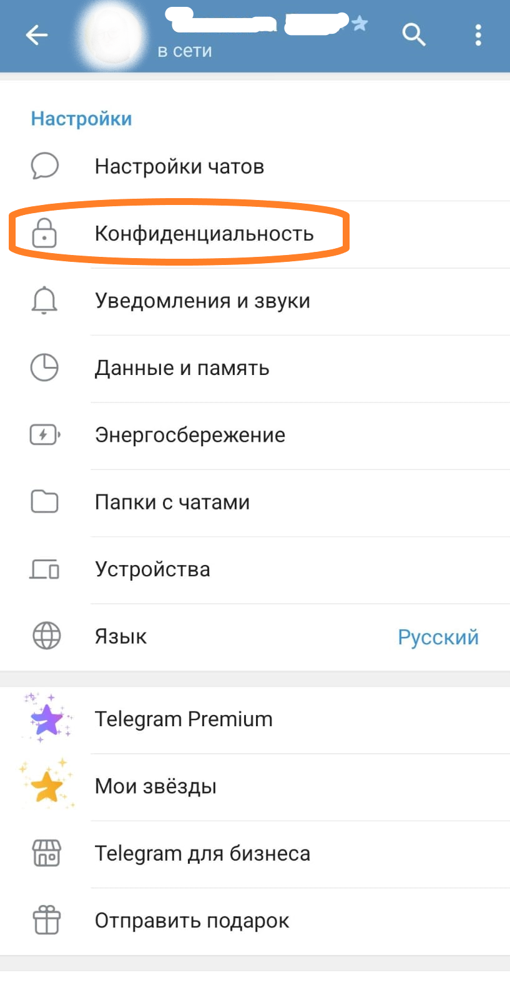 в сети
Настройки
Настройки чатов
Конфиденциальность
Уведомления и звуки
Данные и память
Энергосбережение
Папки с чатами
Устройства
Язык Русский
Telegram Premium
Мои звёзды
Telegram для бизнеса
Отправить подарок